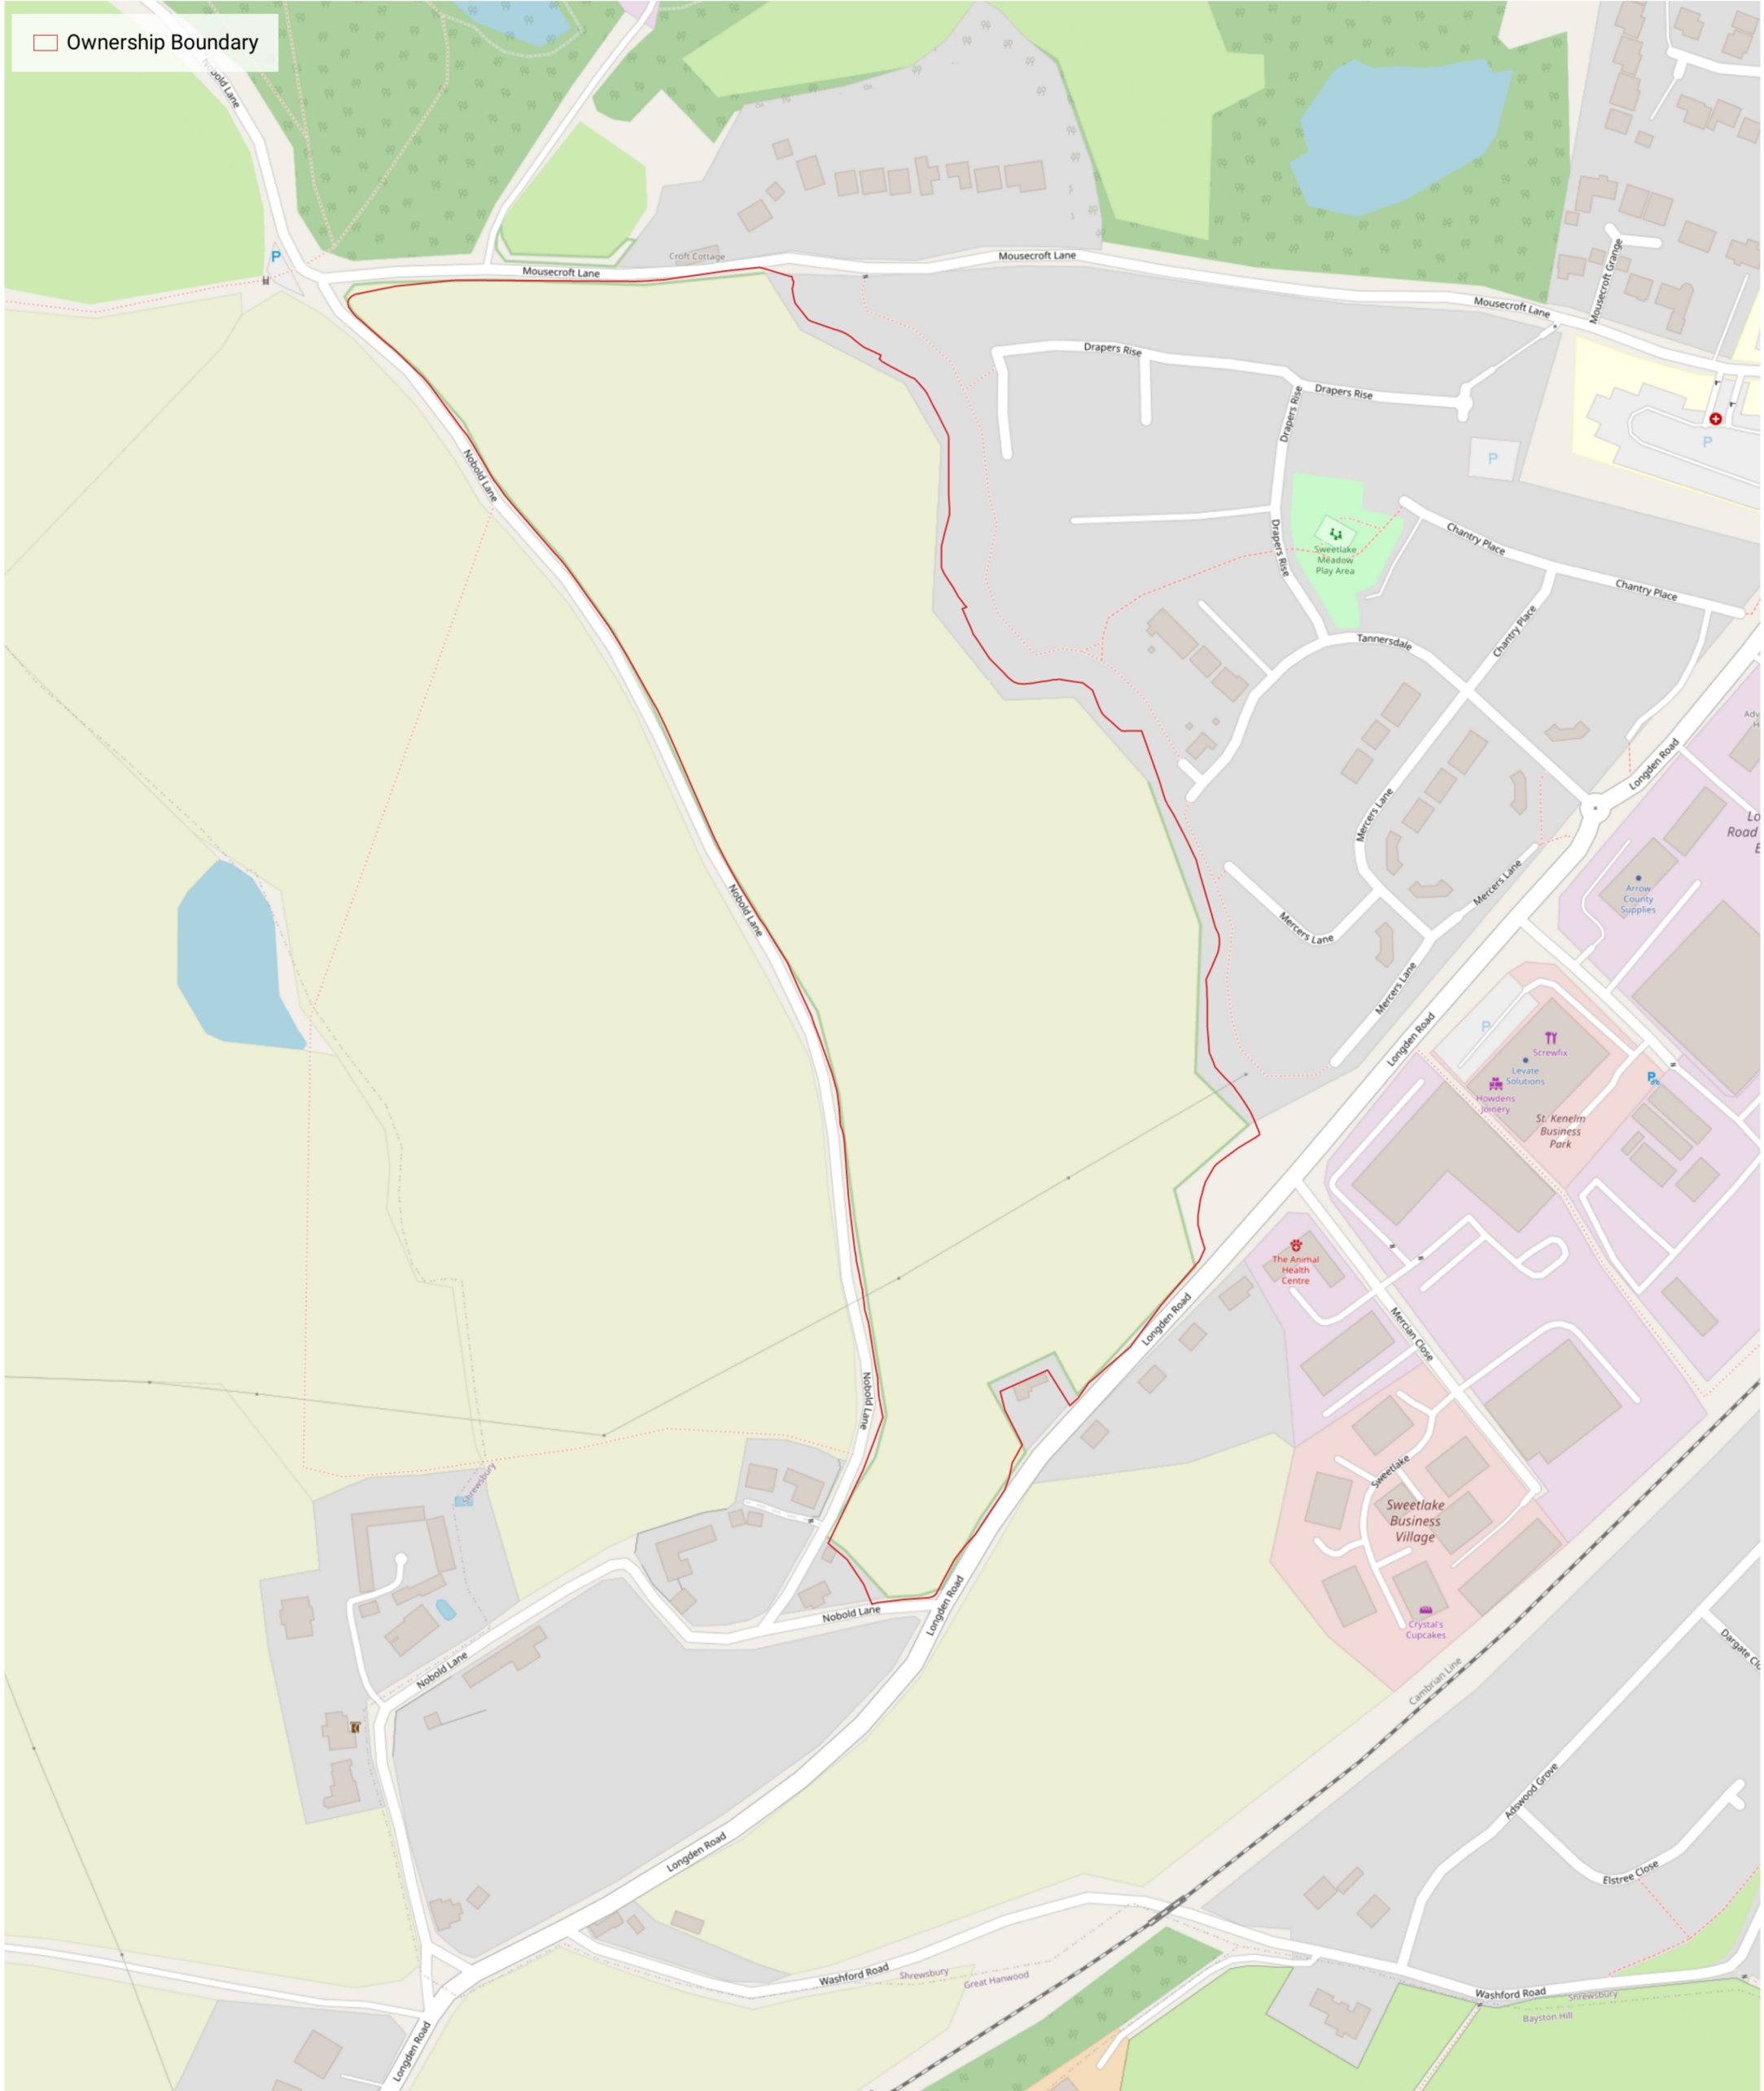 Ownership Boundary
Nobold Lane
P
Croft Cottage
Mousecroft Lane
Mousecroft Lane
Mousecroft Lane
Mousecroft Grange
Drapers Rise
Drapers Rise
Drapers Rise
Drapers Rise
P
P
Nobold Lane
Sweetlake
Meadow
Play Area
Chantry Place
Chantry Place
Chantry Place
Tannersdale
Longden Road
Mercers Lane
Mercers Lane
Mercers Lane
Mercers Lane
Nobold Lane
Arrow
County
Supplies
Longden Road
P
Screwfix
Levate
Solutions
Howdens
Joinery
P
St. Kenelm
Business
Park
The Animal
Health
Centre
Longden Road
Mercian Close
Nobold Lane
Shrewsbury
Sweetlake
Sweetlake
Business
Village
Crystal's
Cupcakes
Nobold Lane
Longden Road
Nobold Lane
Cambrian Line
Adswood Grove
Elstree Close
Longden Road
Washford Road
Shrewsbury
Great Hanwood
Washford Road
Shrewsbury
Bayston Hill
Longden Road